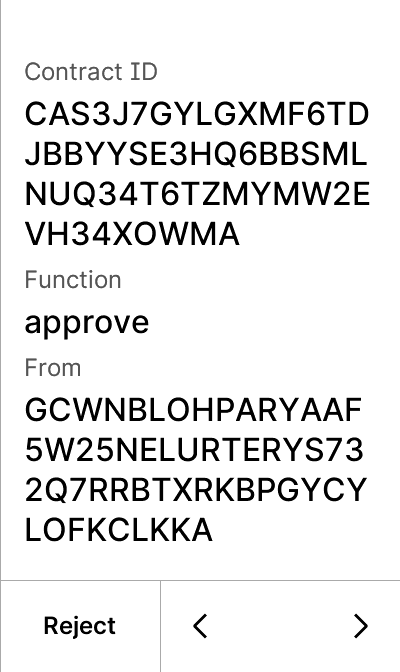 Contract ID
CAS3J7GYLGXMF6TD
JBBYYSE3HQ6BBSML
NUQ34T6TZMYMW2E
VH34XOWMA
Function
approve
From
GCWNBLOHPARYAAF
5W25NELURTERYS73
2Q7RRBTXRKBPGYCY
LOFKCLKKA
Reject